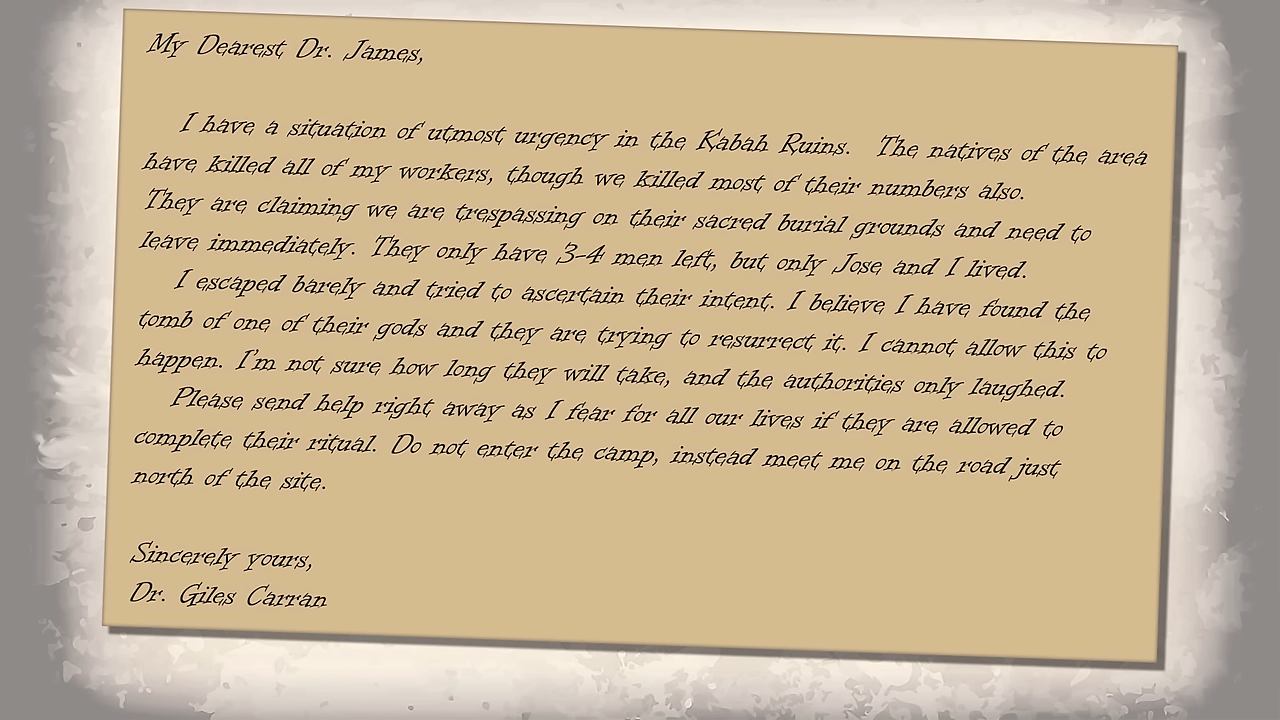 My Dearest Dr. James,
I have a situation of utmost urgency in the Kabah Ruins. The natives of the area
have killed all of my workers, though we killed most of their numbers also.
They are claiming we are trespassing on their sacred burial grounds and need to
leave immediately. They only have 3-4 men left, but only Jose and I lived.
I escaped barely and tried to ascertain their intent. I believe I have found the
tomb of one of their gods and they are trying to resurrect it. I cannot allow this to
happen. I'm not sure how long they will take, and the authorities only laughed.
Please send help right away as I fear for all our lives if they are allowed to
complete their ritual. Do not enter the camp, instead meet me on the road just
north of the site.
Sincerely yours,
Dr. Giles Carran